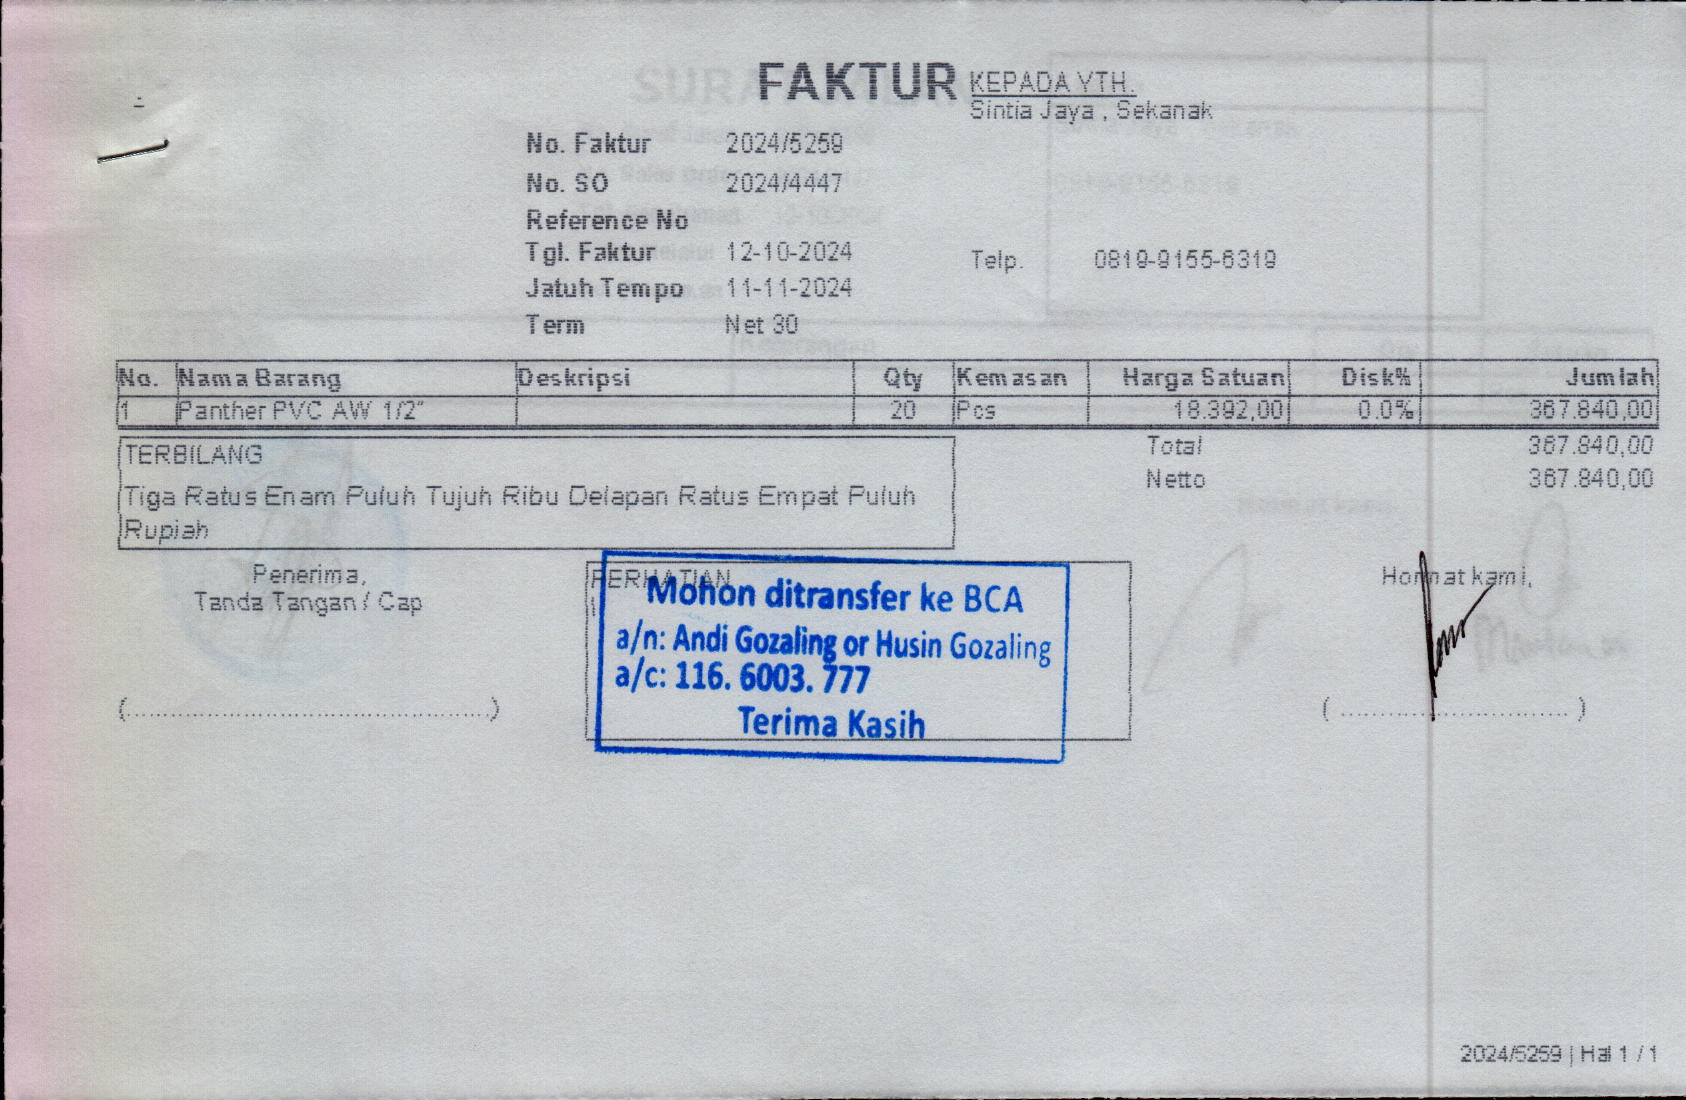 FAKTUR
KEPADA YTH.
Sintia Jaya , Sekanak
No. Faktur 2024/5259
No. SO 2024/4447
Reference No
Tgl. Faktur 12-10-2024
Telp. 0819-9155-6319
Jatuh Tempo 11-11-2024
Term Net 30
No. Nama Barang Deskripsi Qty Kemasan Harga Satuan Disk% Jumlah
1 Panther PVC AW 1/2" 20 Pcs 18.392,00 0.0% 367.840,00
Total 367.840,00
Netto 367.840,00
TERBILANG
Tiga Ratus Enam Puluh Tujuh Ribu Delapan Ratus Empat Puluh
Rupiah
Penerima,
Tanda Tangan / Cap
(............................................)
PERHATIAN
Mohon ditransfer ke BCA
a/n: Andi Gozaling or Husin Gozaling
a/c: 116. 6003. 777
Terima Kasih
Hormat kami,
( ............................ )
2024/5259 | Hal 1 / 1